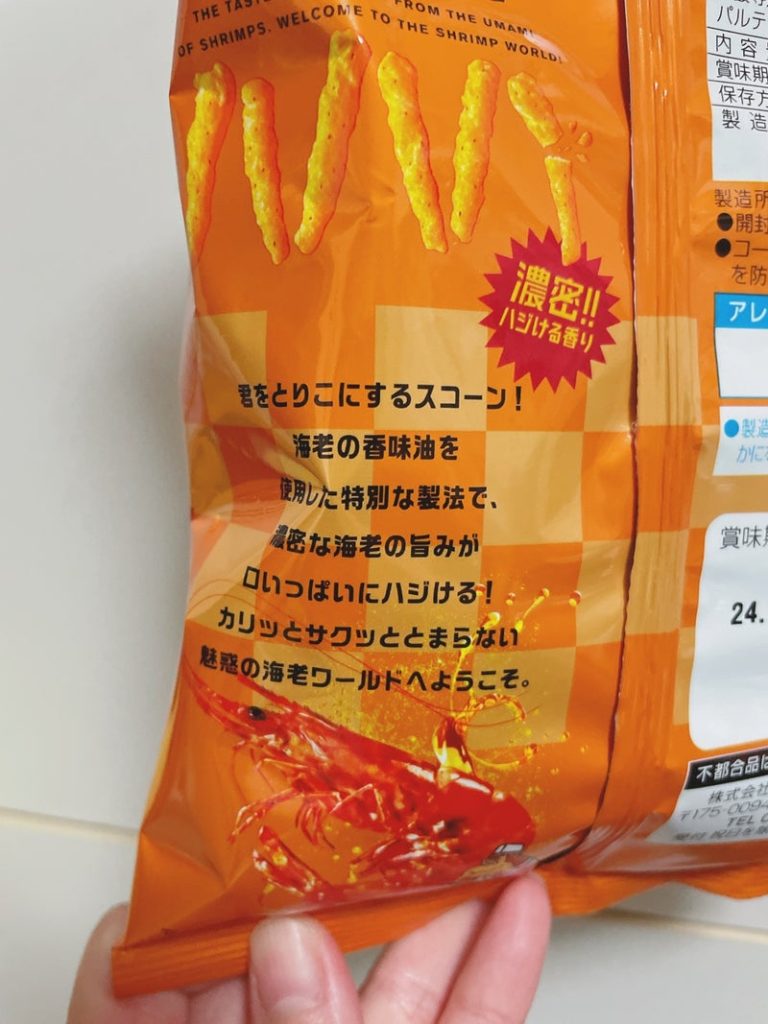 THE TASTE FROM THE UMAMI
OF SHRIMPS. WELCOME TO THE SHRIMP WORLD!
濃密!!
ハジける香り
君をとりこにするスコーン!
海老の香味油を
使用した特別な製法で、
濃密な海老の旨みが
口いっぱいにハジける!
カリッとサクッととまらない
魅惑の海老ワールドへようこそ。
パルテ
内容
賞味期
保存方
製造
製造所
●開封
●コー
を防
アレ
●製造
かに
賞味期
24.
不都合品は
株式会社
〒175-0094
TEL